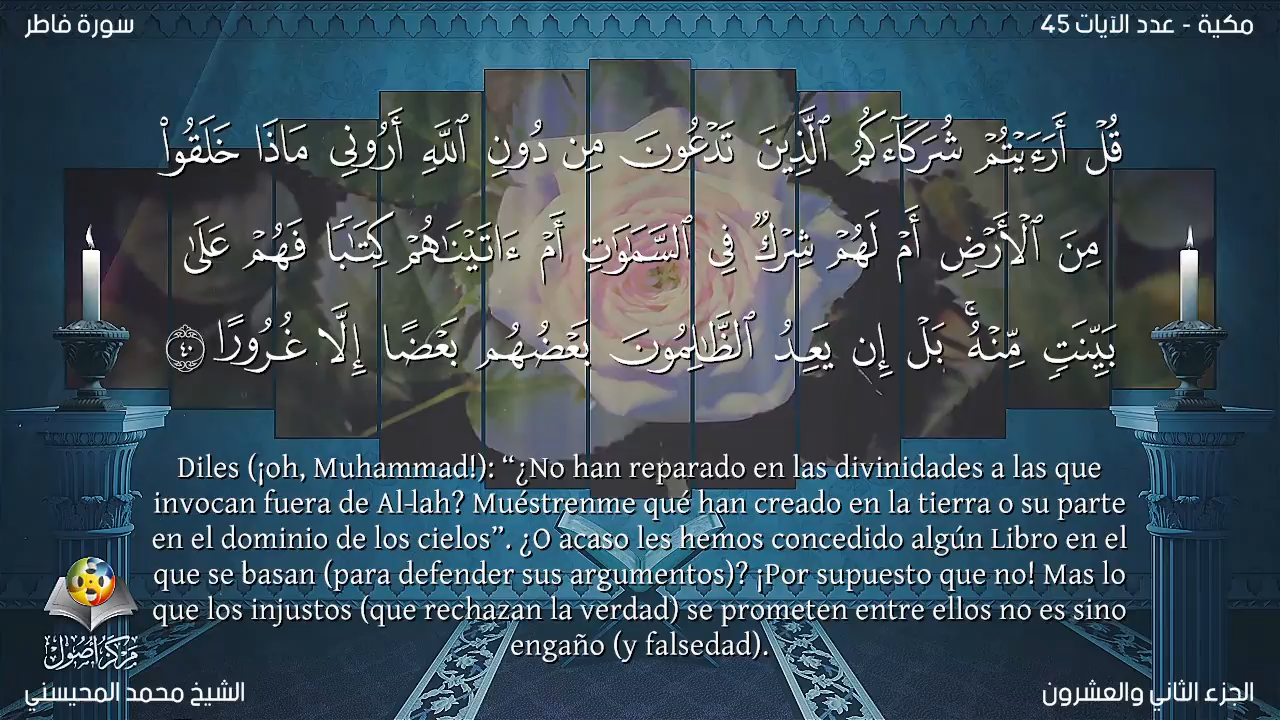 سورة فاطر
مكية - عدد الآيات 45
قُلۡ أَرَءَيۡتُمۡ شُرَكَآءَكُمُ ٱلَّذِينَ تَدۡعُونَ مِن دُونِ ٱللَّهِ أَرُونِي مَاذَا خَلَقُواْ
مِنَ ٱلۡأَرۡضِ أَمۡ لَهُمۡ شِرۡكٞ فِي ٱلسَّمَٰوَٰتِ أَمۡ ءَاتَيۡنَٰهُمۡ كِتَٰبٗا فَهُمۡ عَلَىٰ
بَيِّنَتٖ مِّنۡهُۚ بَلۡ إِن يَعِدُ ٱلظَّٰلِمُونَ بَعۡضُهُم بَعۡضًا إِلَّا غُرُورًا ٤٠
Diles (¡oh, Muhammad!): “¿No han reparado en las divinidades a las que
invocan fuera de Al-lah? Muéstrenme qué han creado en la tierra o su parte
en el dominio de los cielos”. ¿O acaso les hemos concedido algún Libro en el
que se basan (para defender sus argumentos)? ¡Por supuesto que no! Mas lo
que los injustos (que rechazan la verdad) se prometen entre ellos no es sino
engaño (y falsedad).
مركز أصول
الشيخ محمد المحيسني
الجزء الثاني والعشرون